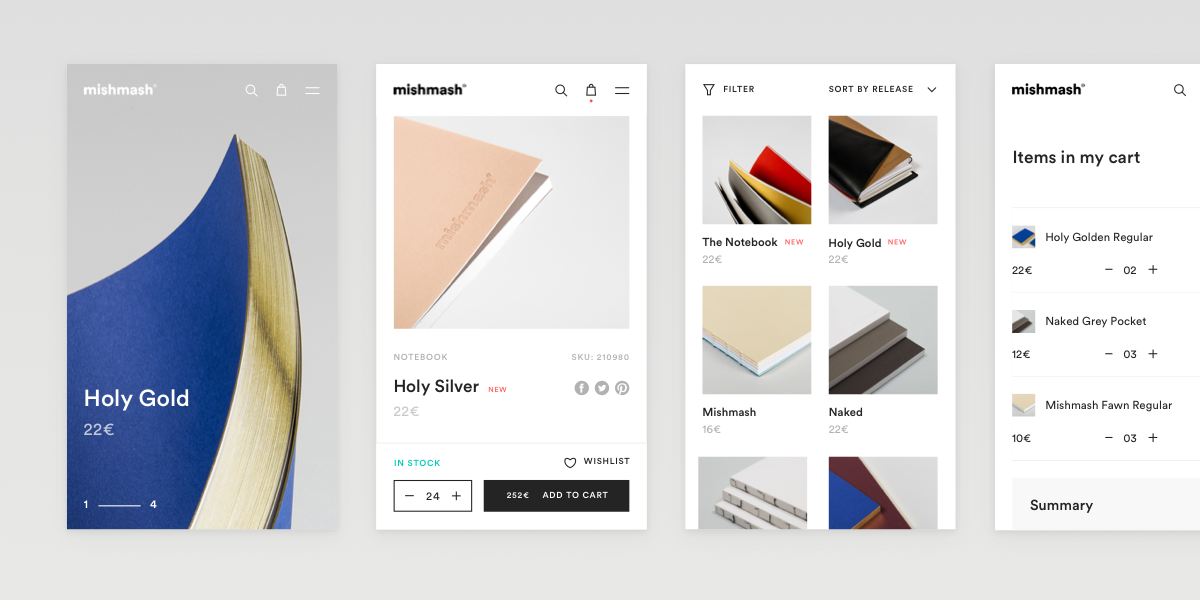 mishmash®
Holy Gold
22€
1 4
mishmash®
mishmash®
NOTEBOOK SKU: 210980
Holy Silver NEW
22€
IN STOCK WISHLIST
24 252€ ADD TO CART
FILTER SORT BY RELEASE
The Notebook NEW Holy Gold NEW
22€ 22€
Mishmash Naked
16€ 22€
mishmash®
Items in my cart
Holy Golden Regular
22€ − 02 +
Naked Grey Pocket
12€ − 03 +
Mishmash Fawn Regular
10€ − 03 +
Summary